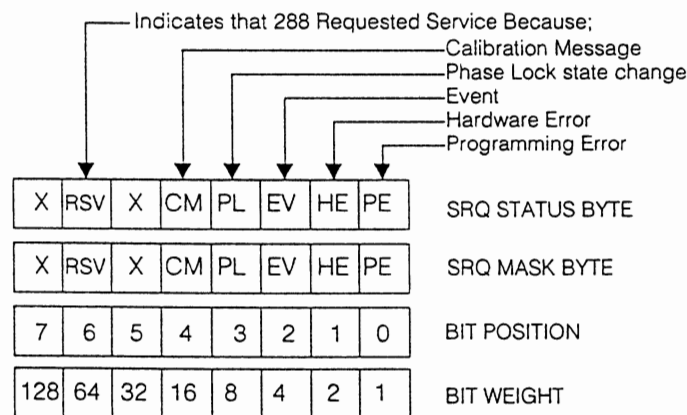 Indicates that 288 Requested Service Because;
Calibration Message
Phase Lock state change
Event
Hardware Error
Programming Error
X RSV X CM PL EV HE PE SRQ STATUS BYTE
X RSV X CM PL EV HE PE SRQ MASK BYTE
7 6 5 4 3 2 1 0 BIT POSITION
128 64 32 16 8 4 2 1 BIT WEIGHT